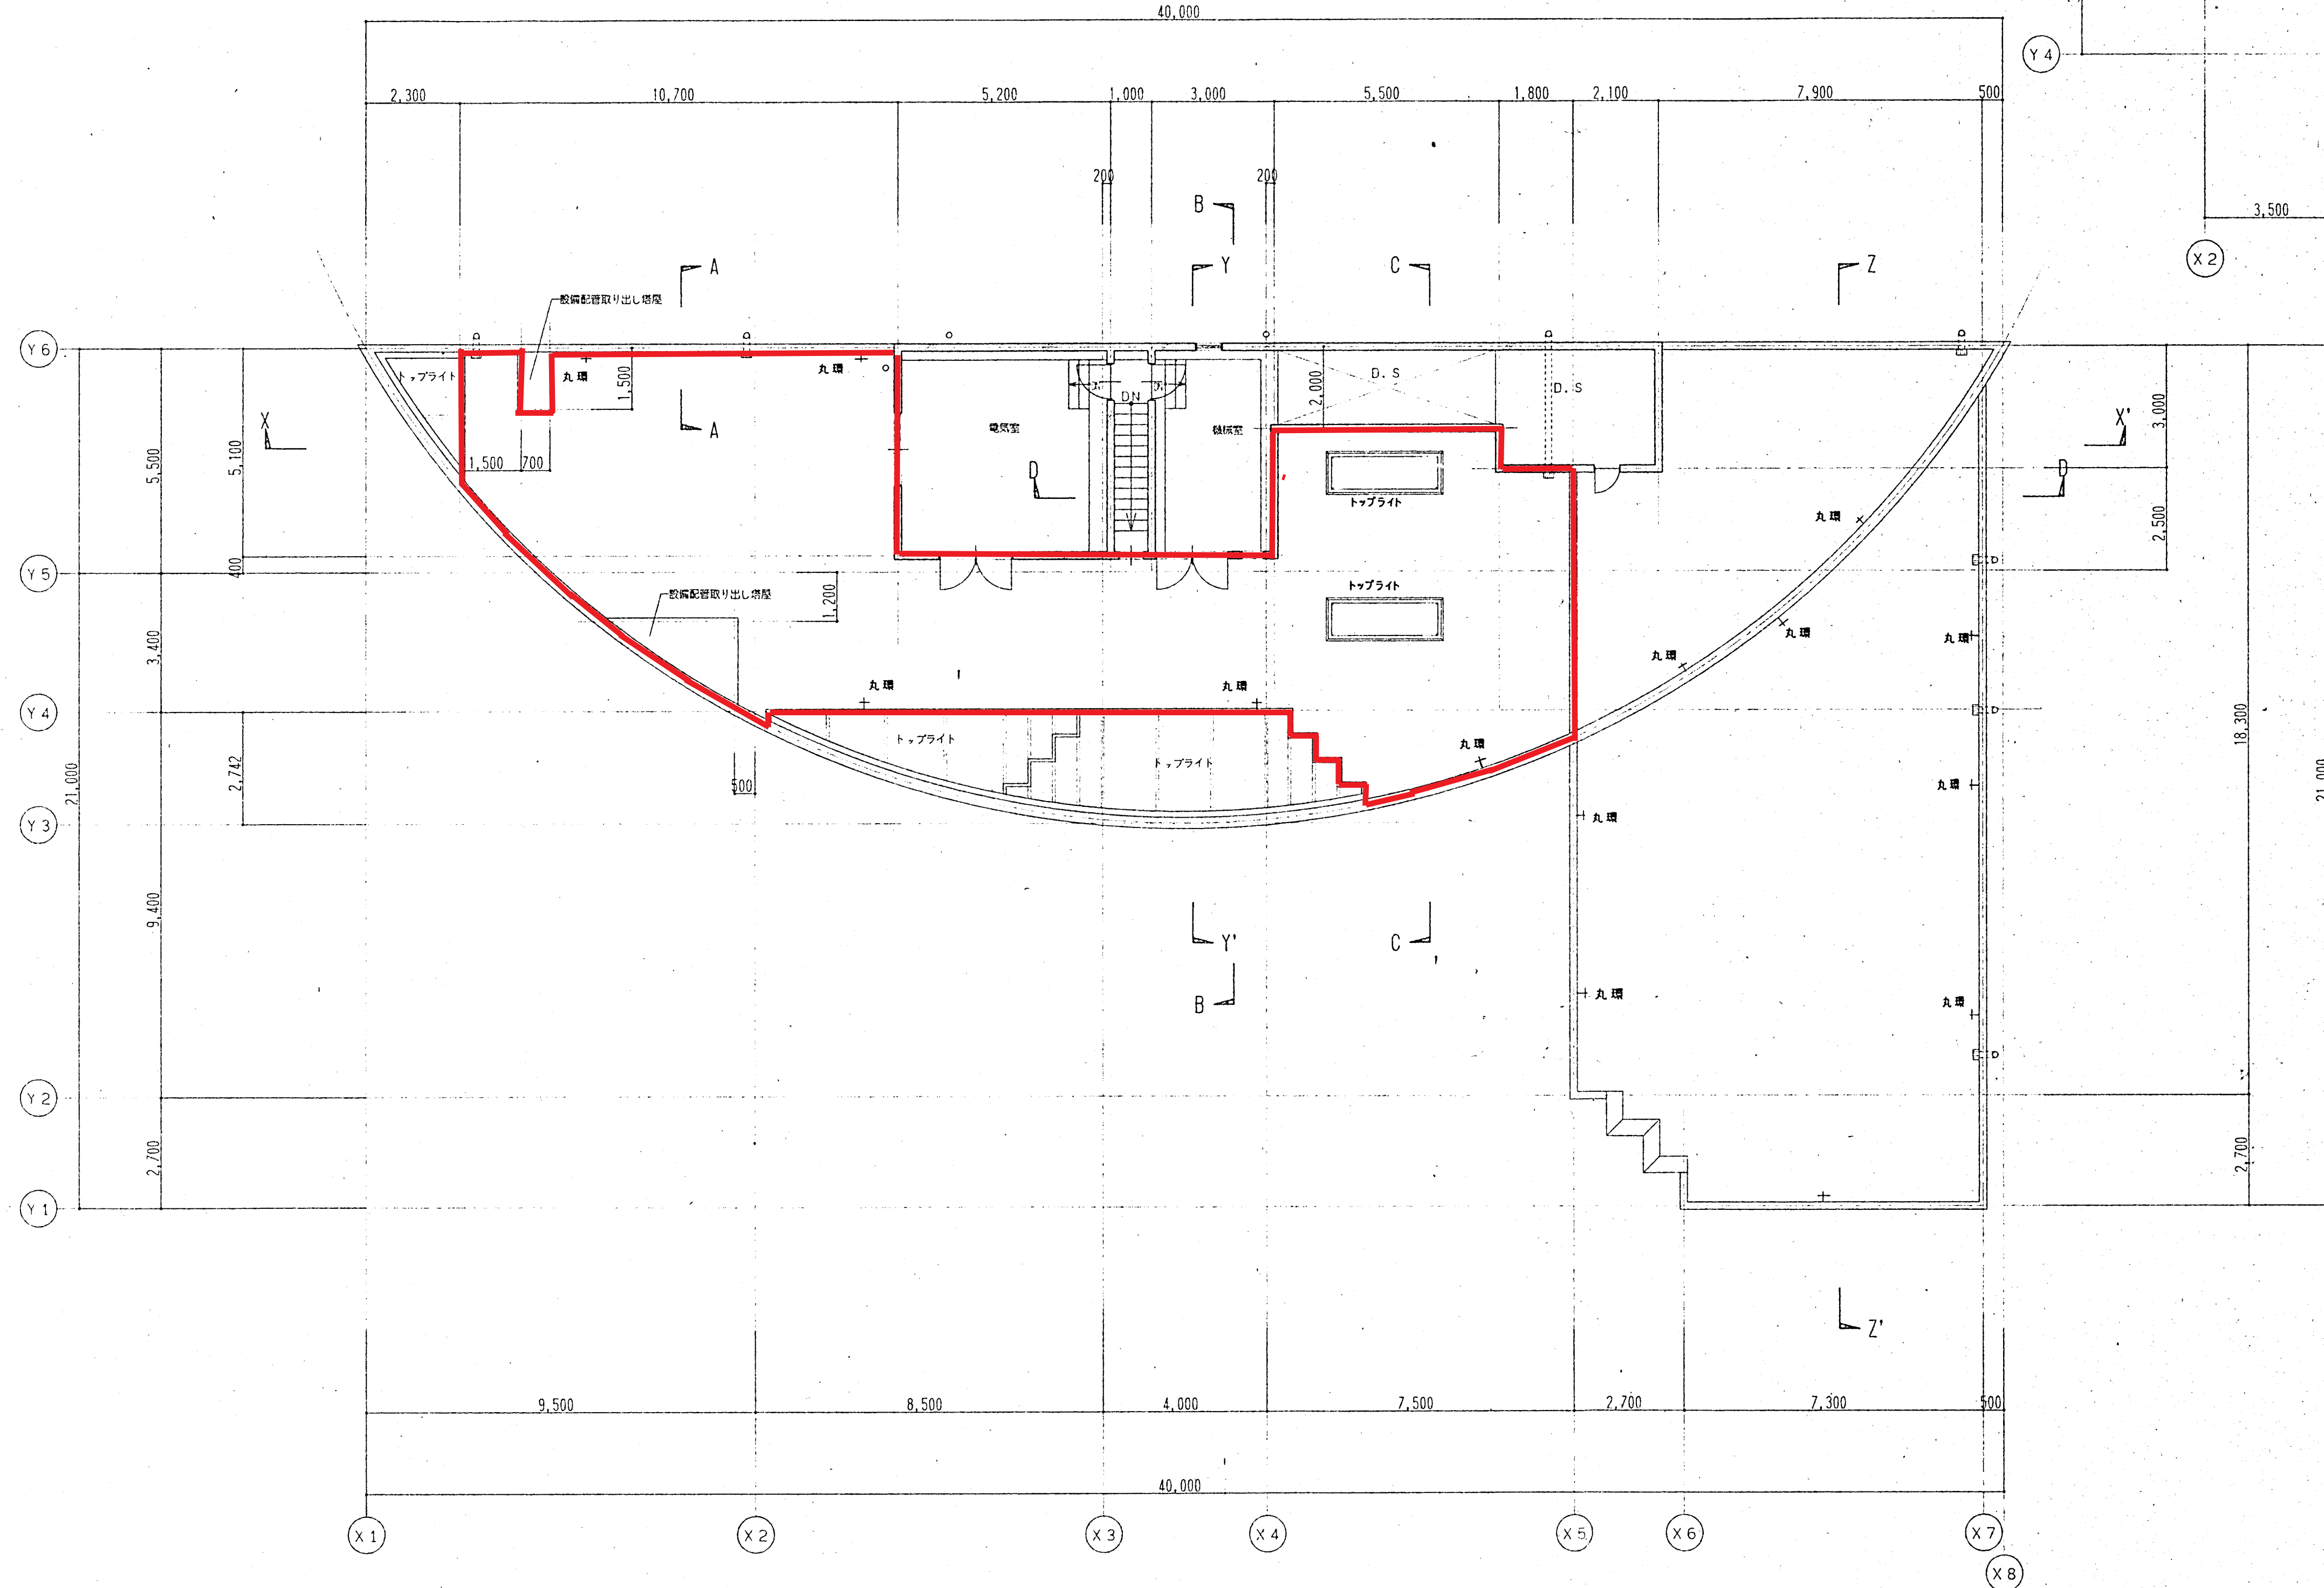 40,000
Y4
2,300 10,700 5,200 1,000 3,000 5,500 1,800 2,100 7,900 500
200 200
B
3,500
X2
A Y C Z
設備配管取り出し塔屋
Y6
トップライト 丸環 1,500 丸環 2,000 D.S D.S
DN
X A 電気室 機械室 3,000 X'
5,500 5,100 1,500 700 D D
トップライト
丸環 2,500
Y5 400
トップライト
設備配管取り出し塔屋 1,200
丸環 丸環
3,400 丸環
丸環 丸環
Y4
トップライト 丸環 18,300
トップライト
21,000 2,742 500 丸環 21,000
Y3 丸環
9,400 Y' C
丸環 丸環
B
Y2
2,700 2,700
Y1
Z'
9,500 8,500 4,000 7,500 2,700 7,300 500
40,000
X1 X2 X3 X4 X5 X6 X7
X8